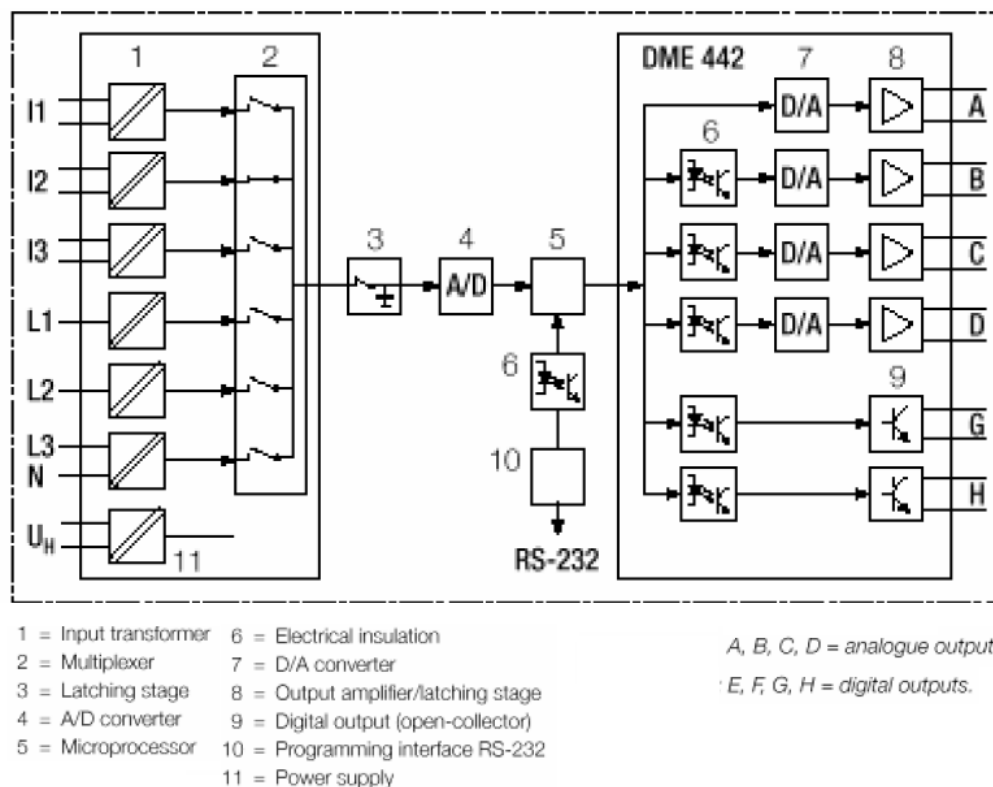 1
2
DME 442
7
8
I1
D/A
A
6
I2
D/A
B
I3
3
4
5
D/A
C
A/D
L1
D/A
D
6
9
L2
L3
10
G
N
H
UH
11
RS-232
1 = Input transformer
2 = Multiplexer
3 = Latching stage
4 = A/D converter
5 = Microprocessor
6 = Electrical insulation
7 = D/A converter
8 = Output amplifier/latching stage
9 = Digital output (open-collector)
10 = Programming interface RS-232
11 = Power supply
A, B, C, D = analogue output
E, F, G, H = digital outputs.